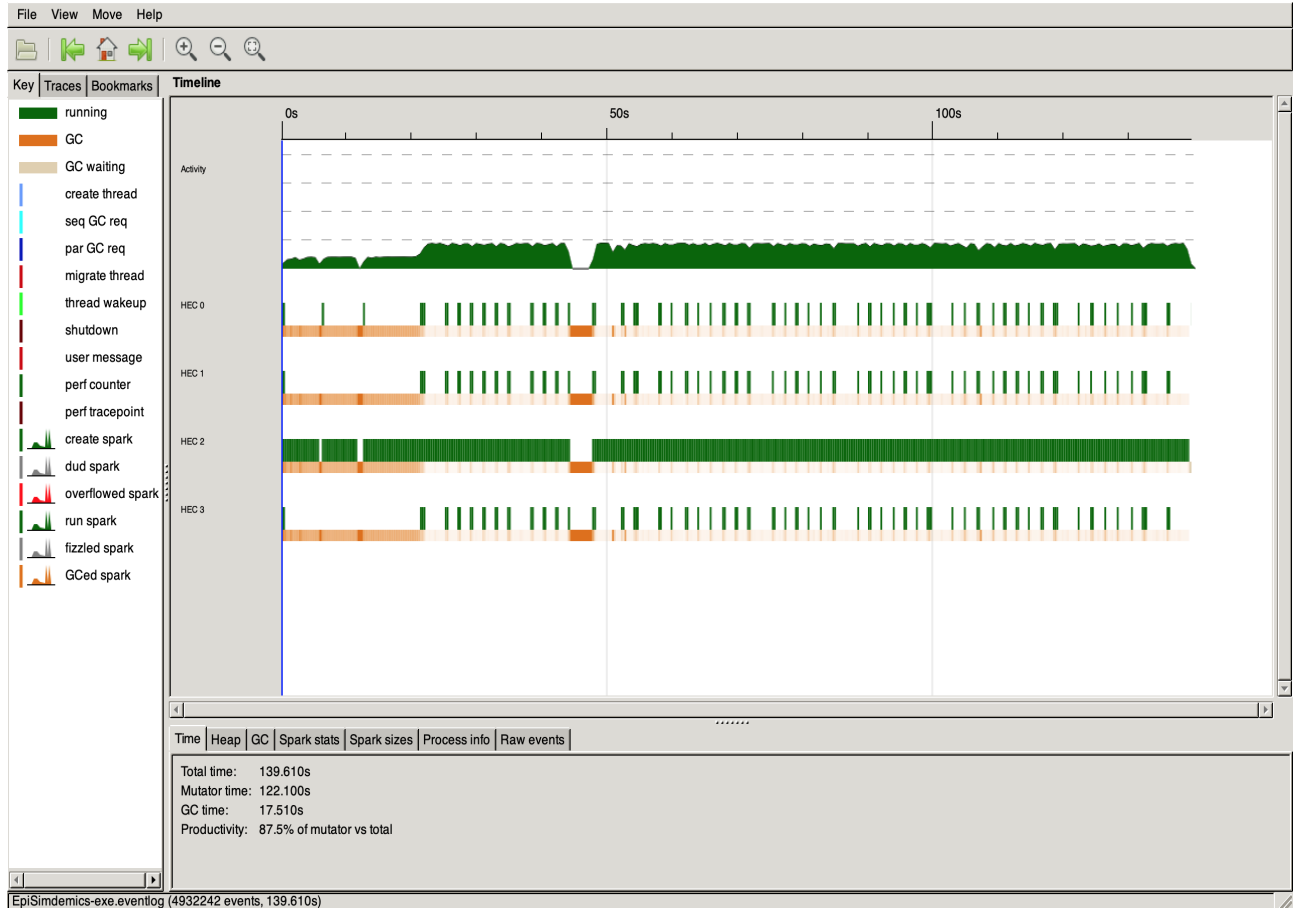 File View Move Help
Key Traces Bookmarks
running
GC
GC waiting
create thread
seq GC req
par GC req
migrate thread
thread wakeup
shutdown
user message
perf counter
perf tracepoint
create spark
dud spark
overflowed spark
run spark
fizzled spark
GCed spark
Timeline
0s 50s 100s
Activity
HEC 0
HEC 1
HEC 2
HEC 3
Time Heap GC Spark stats Spark sizes Process info Raw events
Total time: 139.610s
Mutator time: 122.100s
GC time: 17.510s
Productivity: 87.5% of mutator vs total
EpiSimdemics-exe.eventlog (4932242 events, 139.610s)